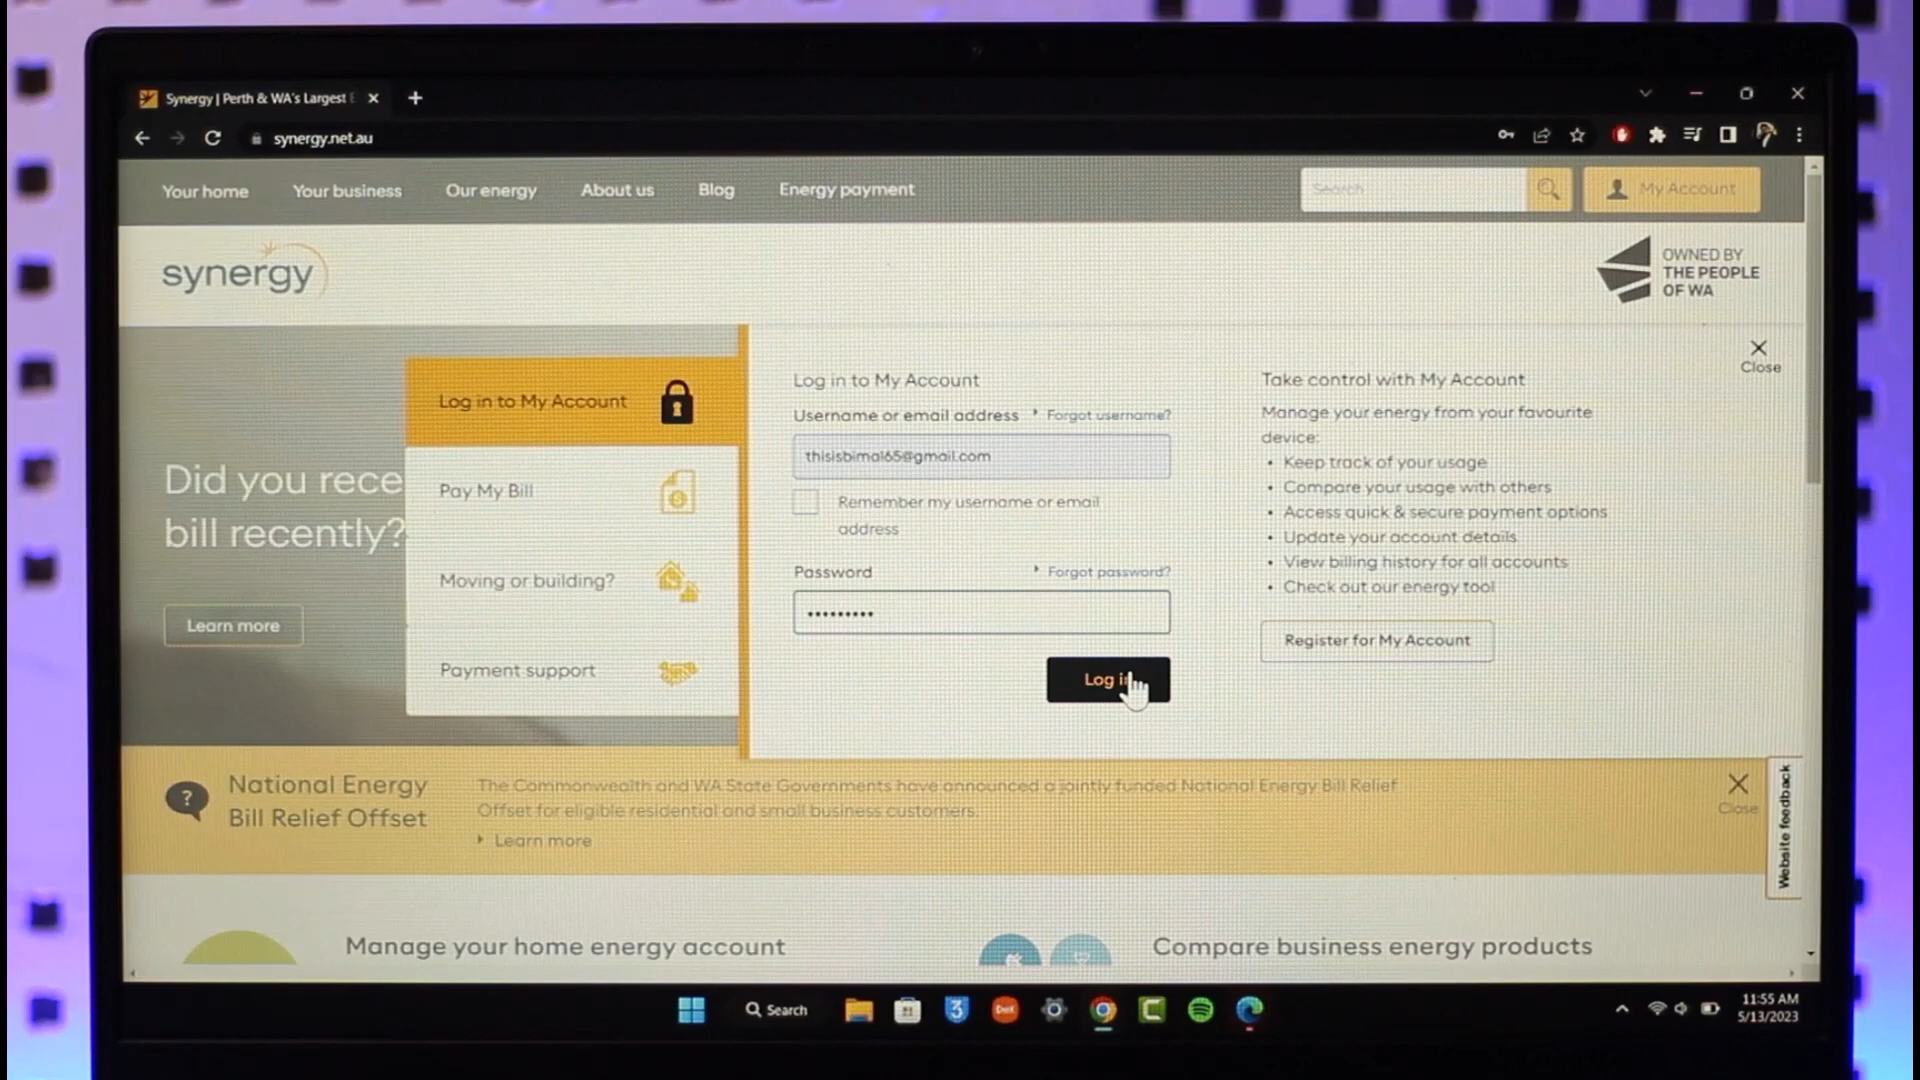 Synergy | Perth & WA's Largest E
synergy.net.au
Your home
Your business
Our energy
About us
Blog
Energy payment
Search
My Account
synergy
OWNED BY
THE PEOPLE
OF WA
Close
Did you rece
bill recently?
Learn more
Log in to My Account
Pay My Bill
Moving or building?
Payment support
Log in to My Account
Username or email address
Forgot username?
thisisbimal65@gmail.com
Remember my username or email
address
Password
Forgot password?
•••••••••
Log in
Take control with My Account
Manage your energy from your favourite
device:
• Keep track of your usage
• Compare your usage with others
• Access quick & secure payment options
• Update your account details
• View billing history for all accounts
• Check out our energy tool
Register for My Account
?
National Energy
Bill Relief Offset
The Commonwealth and WA State Governments have announced a jointly funded National Energy Bill Relief
Offset for eligible residential and small business customers.
Learn more
Close
Website feedback
Manage your home energy account
Compare business energy products
Search
11:55 AM
5/13/2023